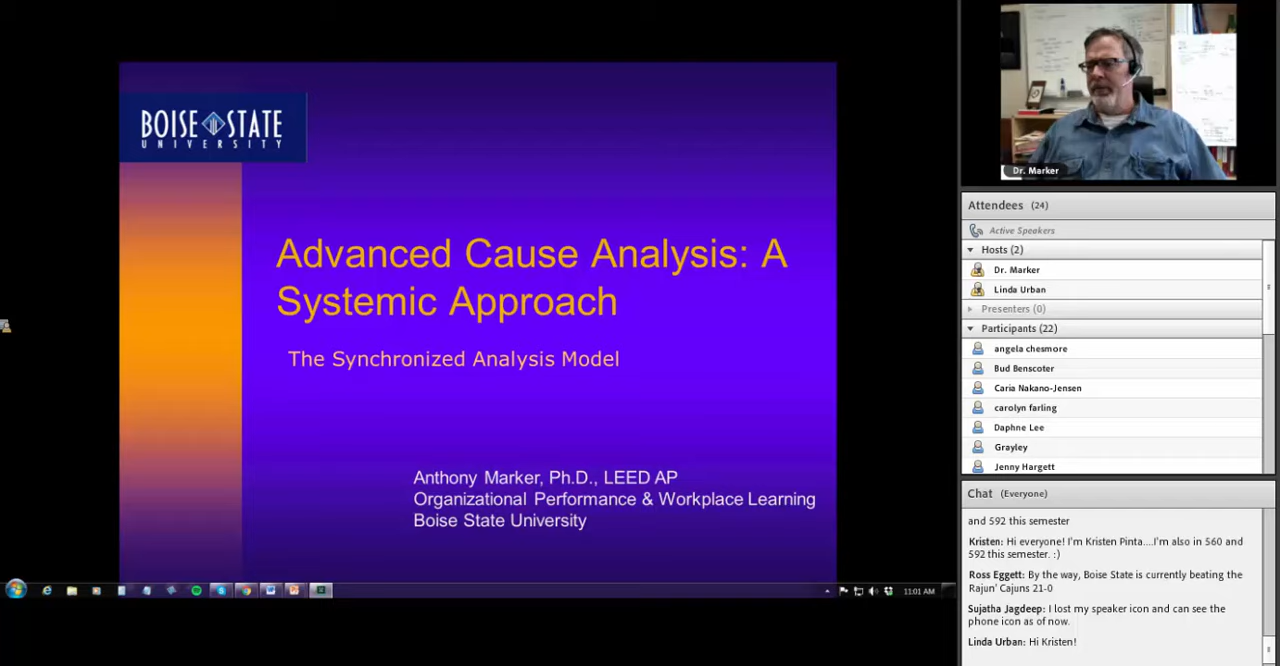 BOISE STATE
UNIVERSITY
Advanced Cause Analysis: A
Systemic Approach
The Synchronized Analysis Model
Anthony Marker, Ph.D., LEED AP
Organizational Performance & Workplace Learning
Boise State University
11:01 AM
Dr. Marker
Attendees (24)
Active Speakers
Hosts (2)
Dr. Marker
Linda Urban
Presenters (0)
Participants (22)
angela chesmore
Bud Benscoter
Caria Nakano-Jensen
carolyn farling
Daphne Lee
Grayley
Jenny Hargett
Chat (Everyone)
and 592 this semester
Kristen: Hi everyone! I'm Kristen Pinta....I'm also in 560 and
592 this semester. :)
Ross Eggett: By the way, Boise State is currently beating the
Rajun' Cajuns 21-0
Sujatha Jagdeep: I lost my speaker icon and can see the
phone icon as of now.
Linda Urban: Hi Kristen!